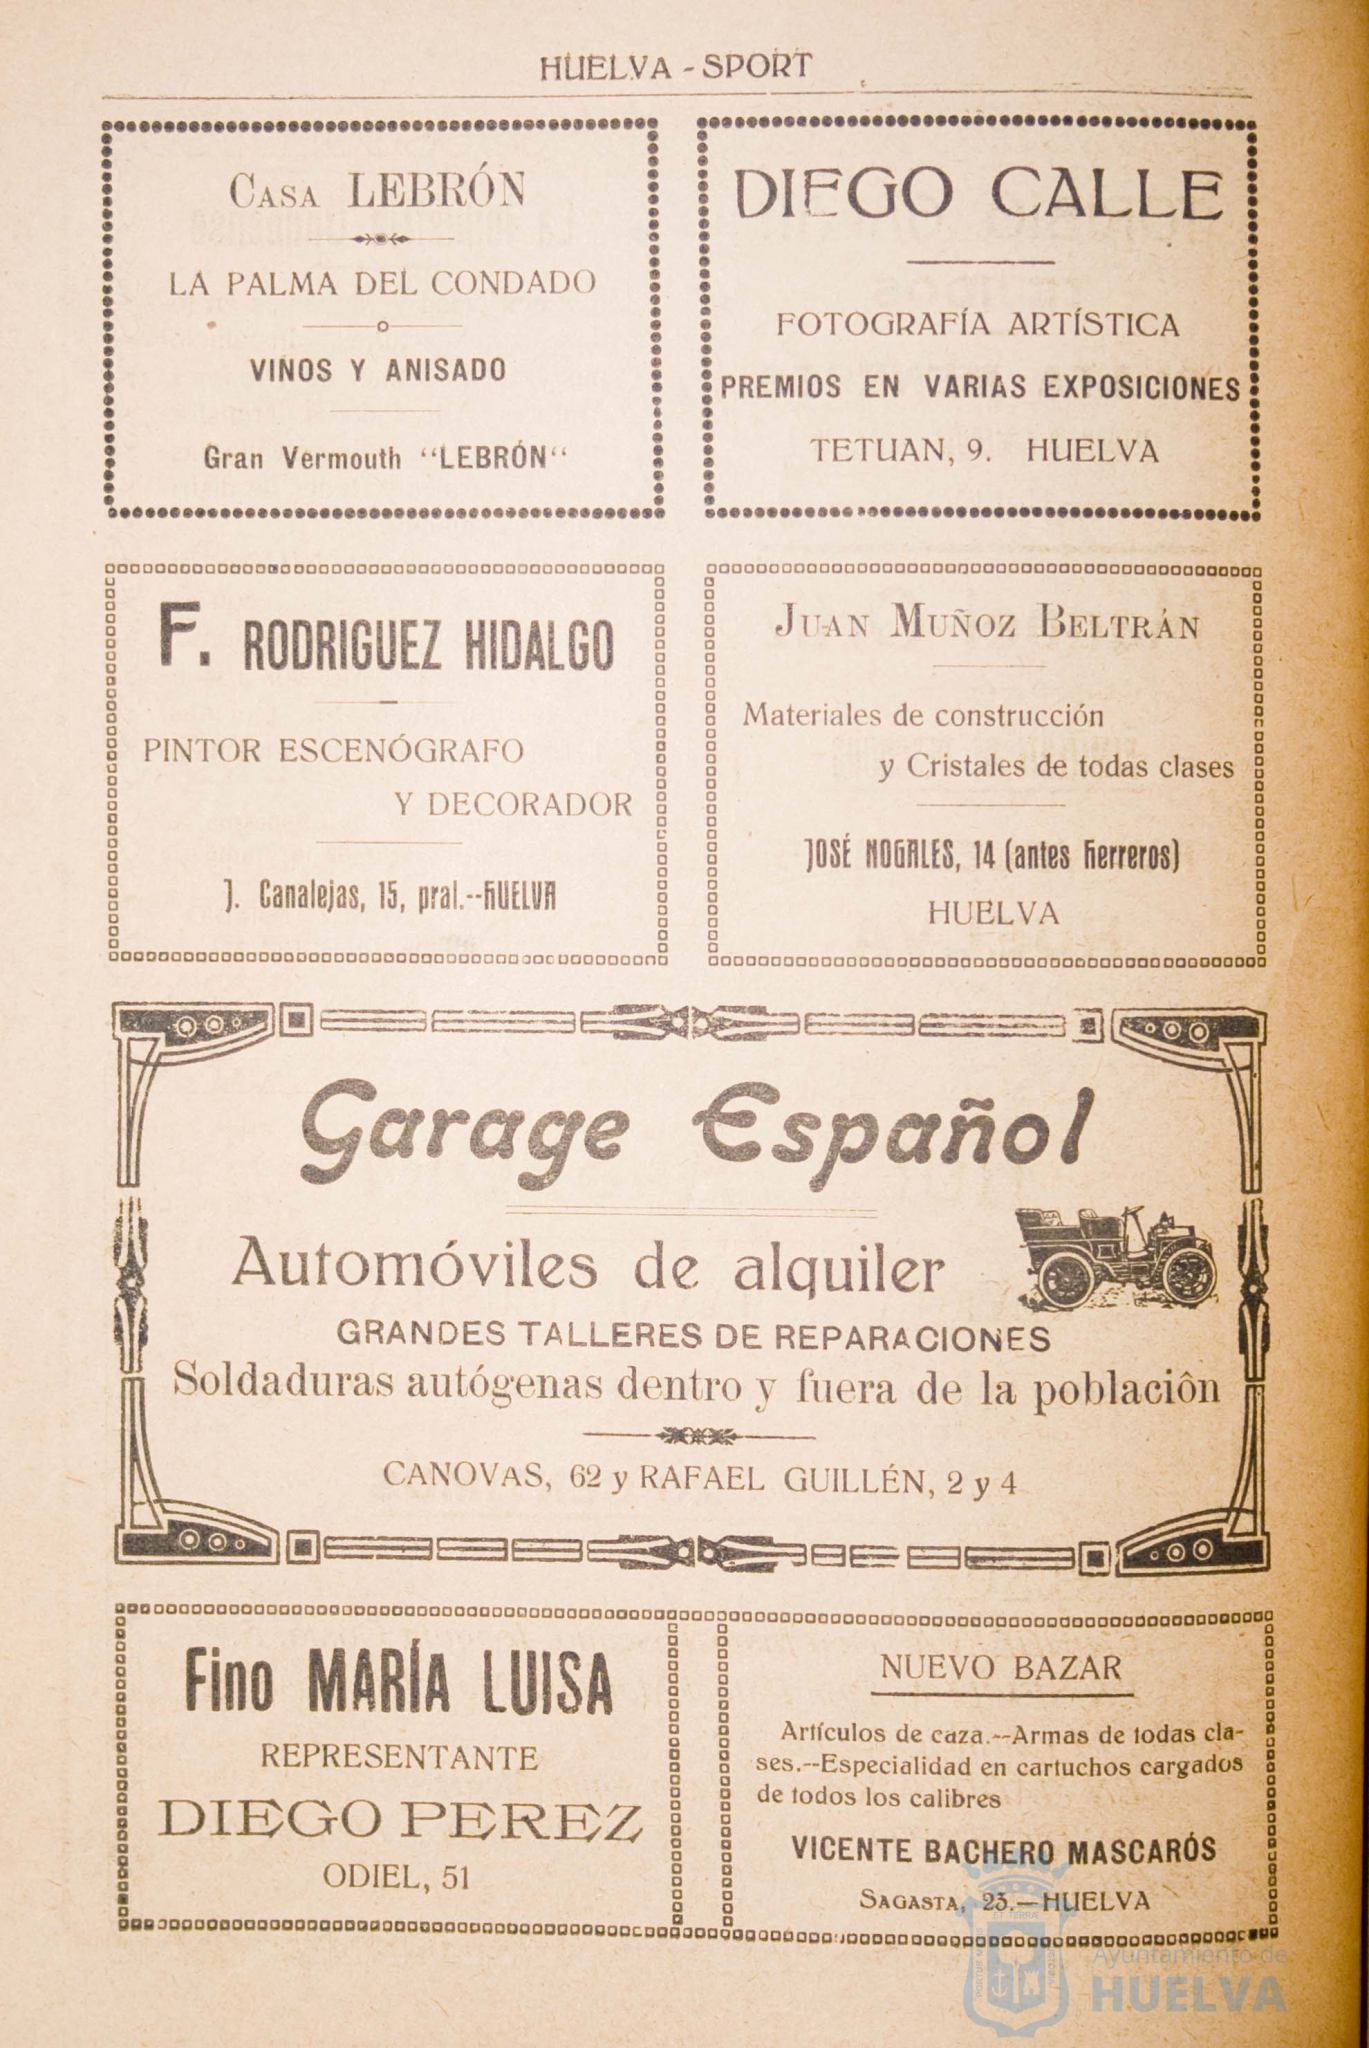 HUELVA - SPORT
CASA LEBRÓN
LA PALMA DEL CONDADO
VINOS Y ANISADO
Gran Vermouth "LEBRÓN"
DIEGO CALLE
FOTOGRAFÍA ARTÍSTICA
PREMIOS EN VARIAS EXPOSICIONES
TETUAN, 9. HUELVA
F. RODRIGUEZ HIDALGO
PINTOR ESCENÓGRAFO
Y DECORADOR
J. Canalejas, 15, pral.--HUELVA
JUAN MUÑOZ BELTRÁN
Materiales de construcción
y Cristales de todas clases
JOSÉ NOGALES, 14 (antes Herreros)
HUELVA
Garage Español
Automóviles de alquiler
GRANDES TALLERES DE REPARACIONES
Soldaduras autógenas dentro y fuera de la poblaciôn
CANOVAS, 62 y RAFAEL GUILLÉN, 2 y 4
Fino MARÍA LUISA
REPRESENTANTE
DIEGO PEREZ
ODIEL, 51
NUEVO BAZAR
Artículos de caza.--Armas de todas cla-
ses.--Especialidad en cartuchos cargados
de todos los calibres
VICENTE BACHERO MASCARÓS
SAGASTA, 23.—HUELVA
Ayuntamiento de
HUELVA